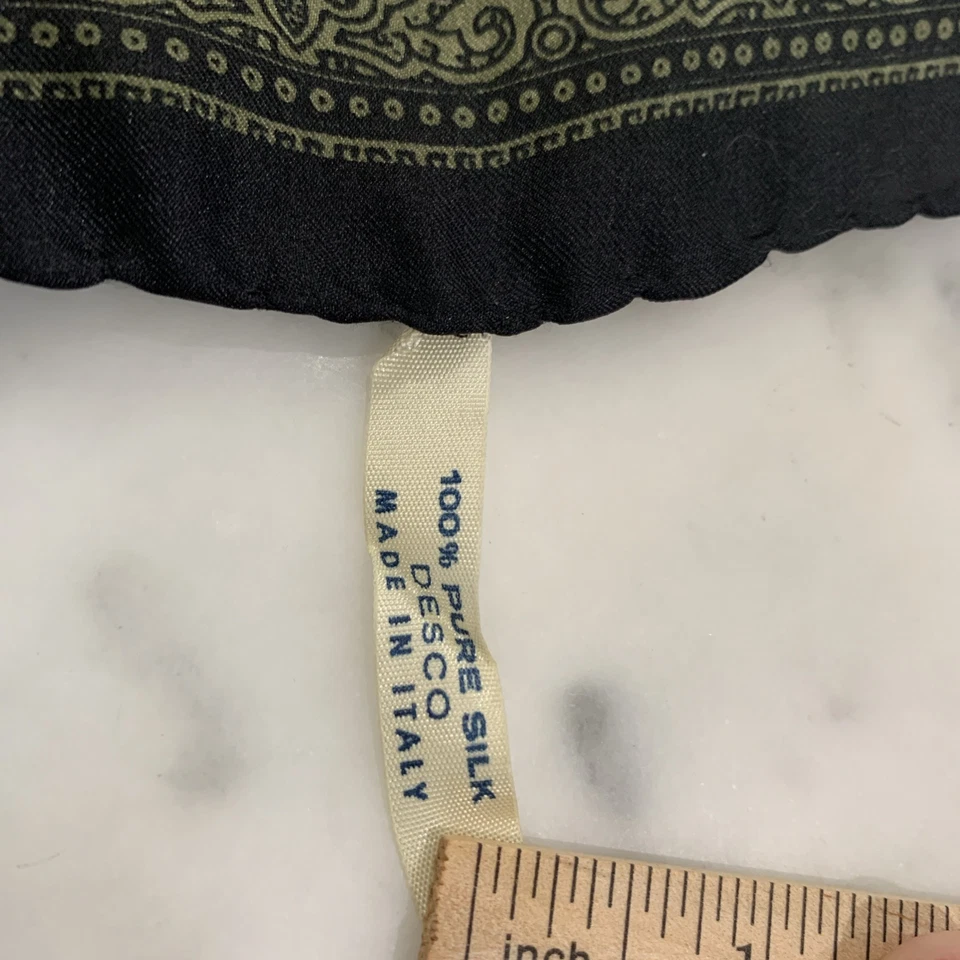 100% PURE SILK
DESCO
MADE IN ITALY
inch
1